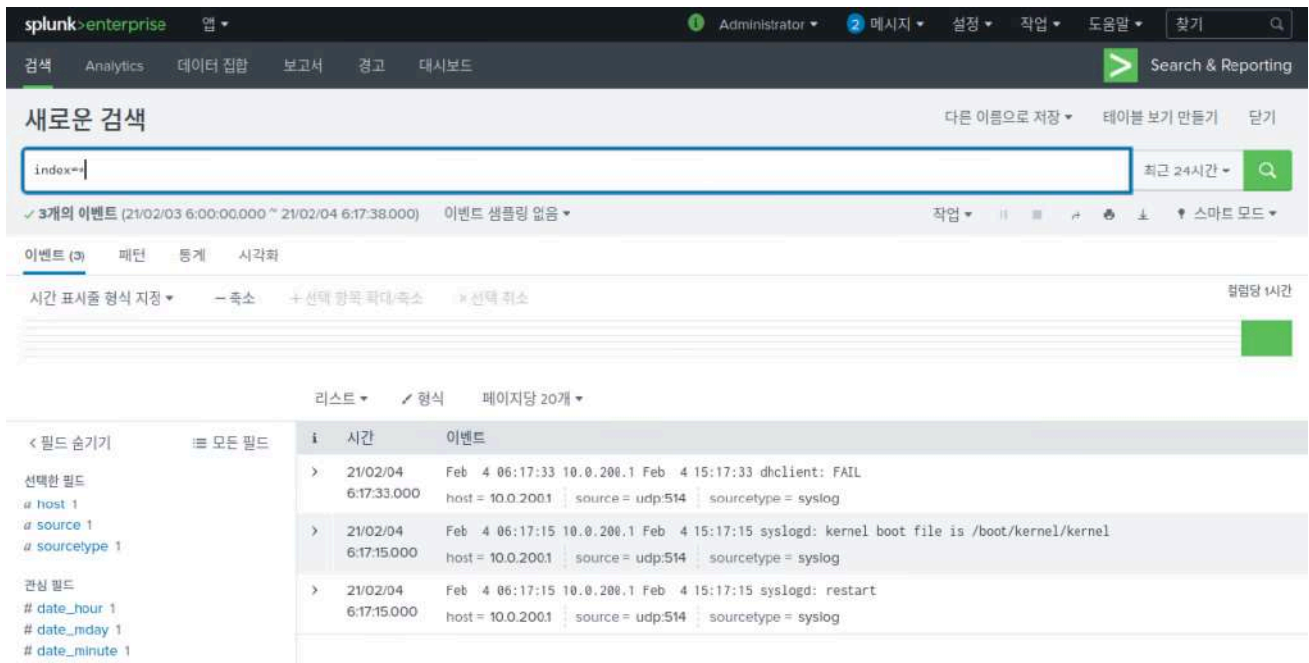 splunk>enterprise 앱 Administrator 2 메시지 설정 작업 도움말 찾기
검색 Analytics 데이터 집합 보고서 경고 대시보드 Search & Reporting
새로운 검색 다른 이름으로 저장 테이블 보기 만들기 닫기
index=* 최근 24시간
✓ 3개의 이벤트 (21/02/03 6:00:00.000 ~ 21/02/04 6:17:38.000) 이벤트 샘플링 없음 작업 스마트 모드
이벤트 (3) 패턴 통계 시각화
시간 표시줄 형식 지정 — 축소 + 선택 항목 확대/축소 × 선택 취소 컬럼당 1시간
리스트 형식 페이지당 20개
< 필드 숨기기 모든 필드 i 시간 이벤트
선택한 필드
a host 1
a source 1
a sourcetype 1
관심 필드
# date_hour 1
# date_mday 1
# date_minute 1
> 21/02/04 Feb 4 06:17:33 10.0.200.1 Feb 4 15:17:33 dhclient: FAIL
6:17:33.000 host = 10.0.200.1 source = udp:514 sourcetype = syslog
> 21/02/04 Feb 4 06:17:15 10.0.200.1 Feb 4 15:17:15 syslogd: kernel boot file is /boot/kernel/kernel
6:17:15.000 host = 10.0.200.1 source = udp:514 sourcetype = syslog
> 21/02/04 Feb 4 06:17:15 10.0.200.1 Feb 4 15:17:15 syslogd: restart
6:17:15.000 host = 10.0.200.1 source = udp:514 sourcetype = syslog